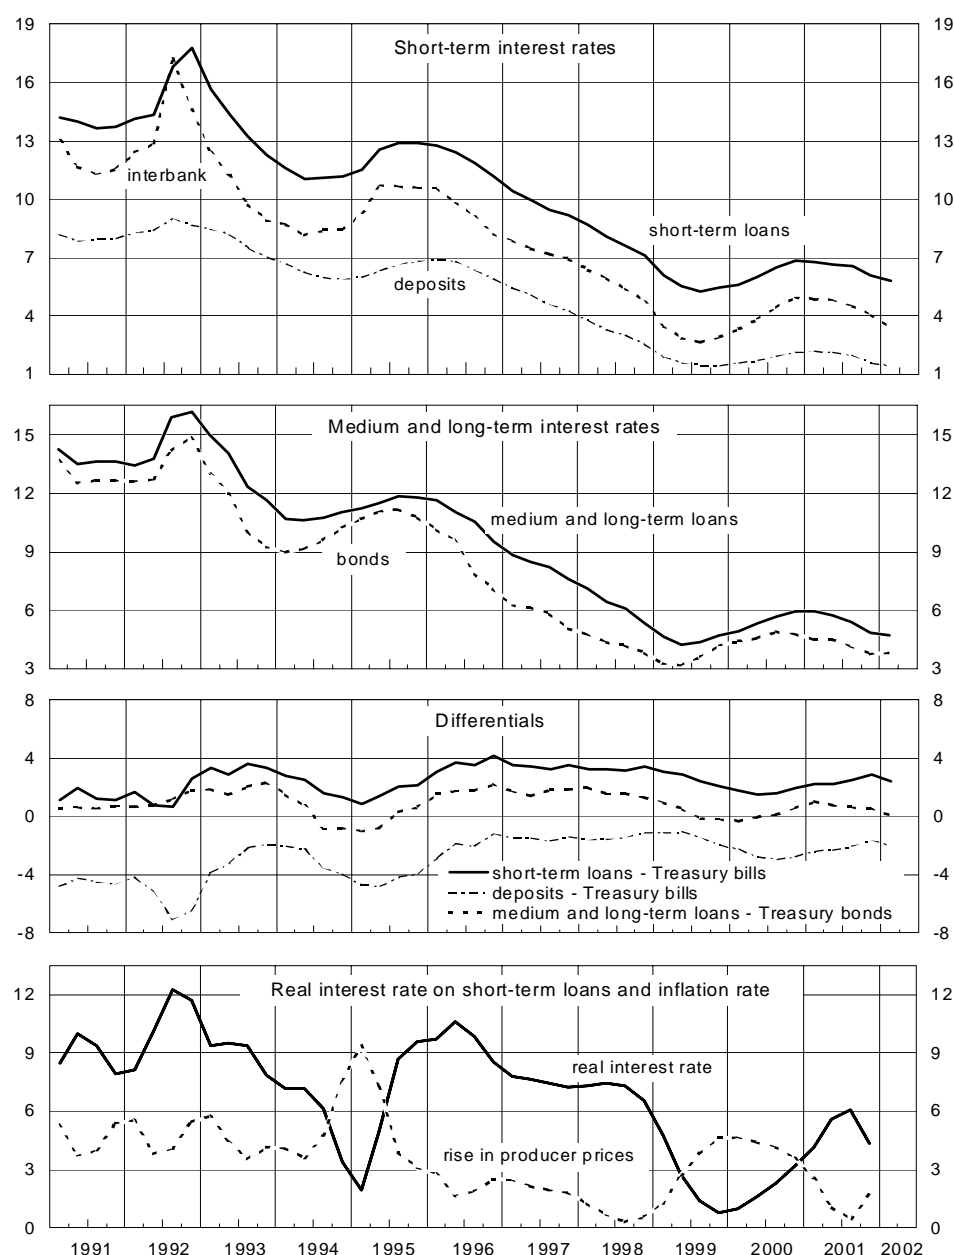 19 19
Short-term interest rates
16 16
13 13
interbank
10 10
short-term loans
7 7
deposits
4 4
1 1
Medium and long-term interest rates
15 15
12 12
medium and long-term loans
9 9
bonds
6 6
3 3
8 8
Differentials
4 4
0 0
-4 -4
short-term loans - Treasury bills
deposits - Treasury bills
medium and long-term loans - Treasury bonds
-8 -8
Real interest rate on short-term loans and inflation rate
12 12
9 9
real interest rate
6 6
rise in producer prices
3 3
0 0
1991 1992 1993 1994 1995 1996 1997 1998 1999 2000 2001 2002